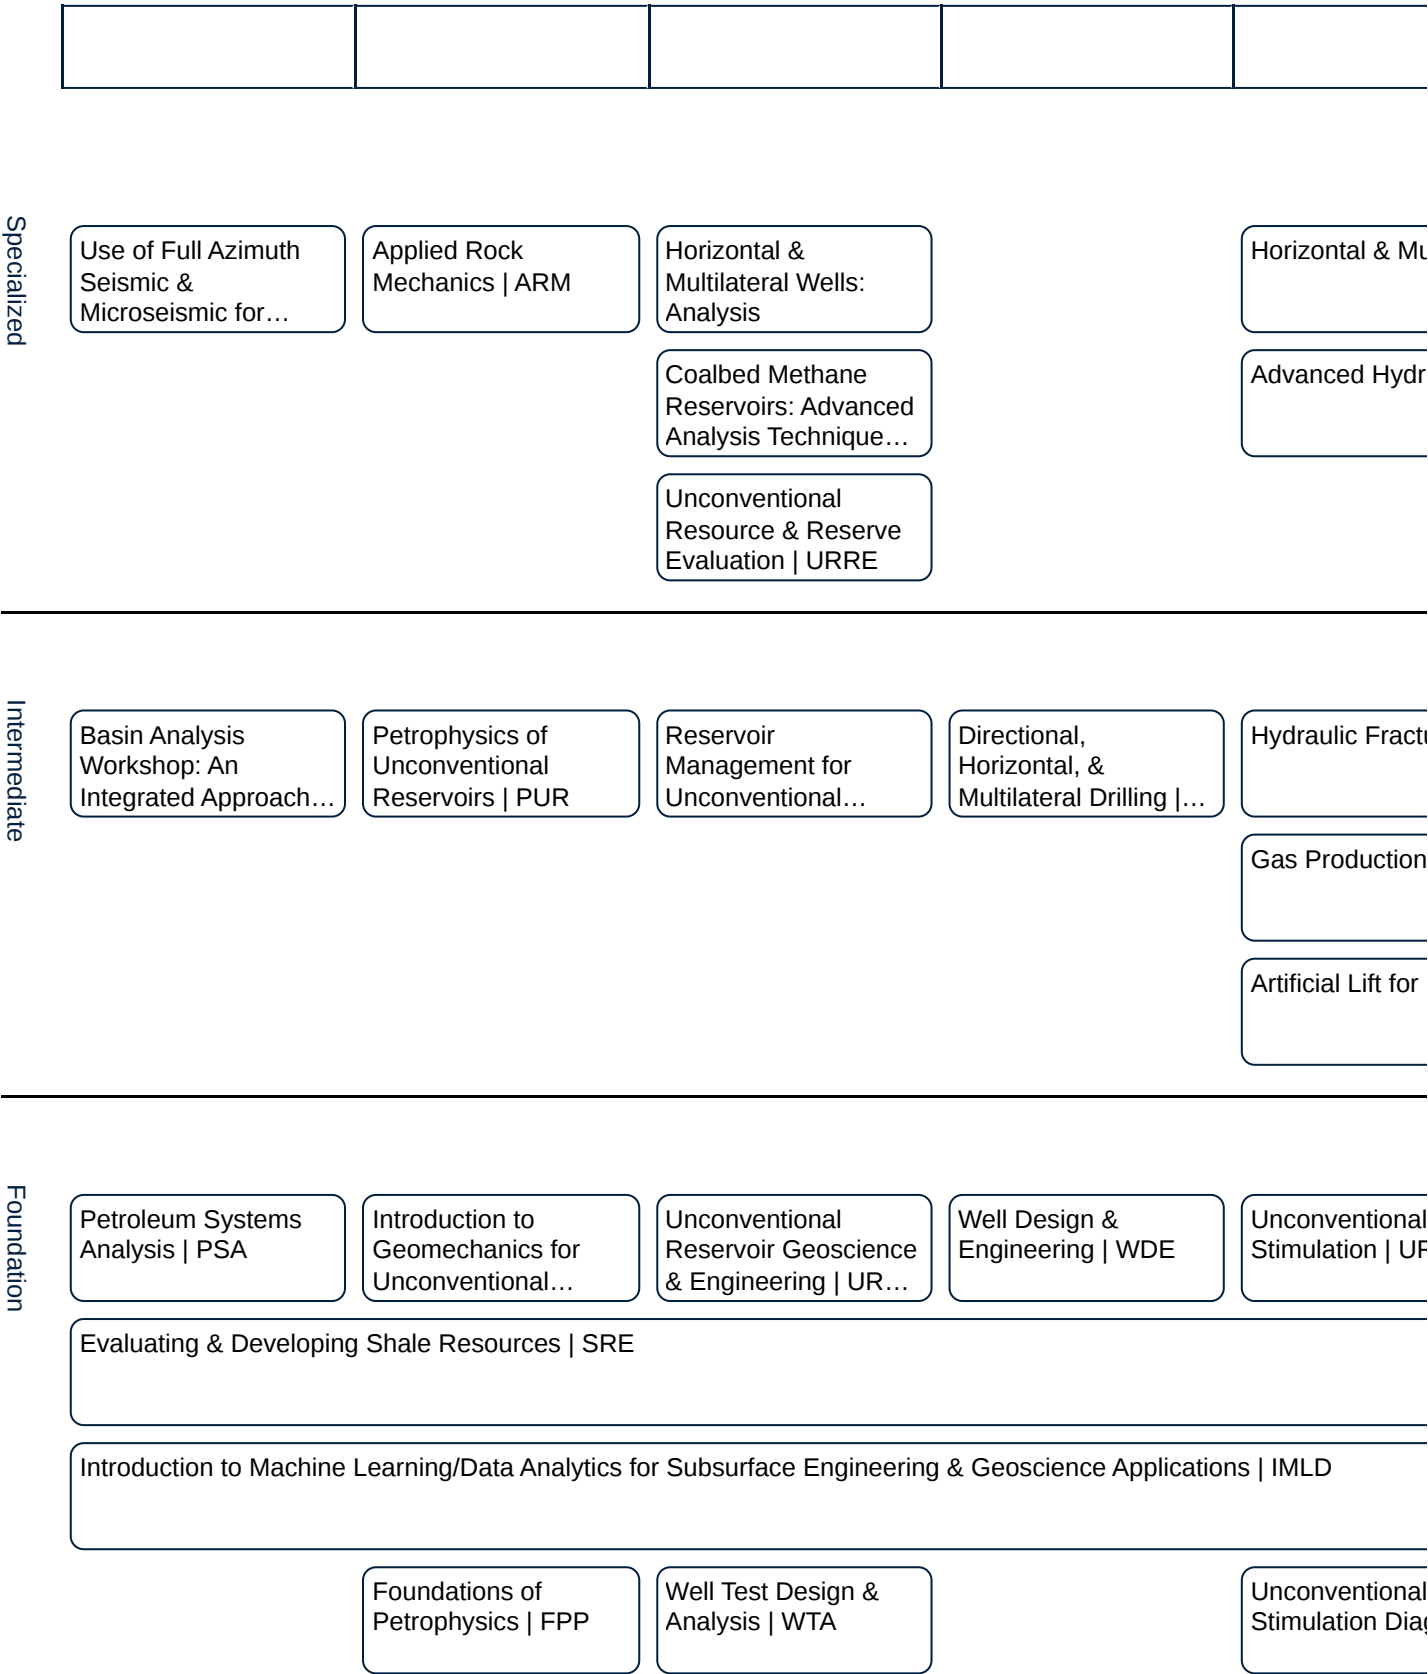 Specialized
Use of Full Azimuth
Seismic &
Microseismic for…
Applied Rock
Mechanics | ARM
Horizontal &
Multilateral Wells:
Analysis
Horizontal &
Coalbed Methane
Reservoirs: Advanced
Analysis Technique…
Advanced
Unconventional
Resource & Reserve
Evaluation | URRE
Intermediate
Basin Analysis
Workshop: An
Integrated Approach…
Petrophysics of
Unconventional
Reservoirs | PUR
Reservoir
Management for
Unconventional…
Directional,
Horizontal, &
Multilateral Drilling |…
Hydraulic
Gas Production
Artificial Lift for
Foundation
Petroleum Systems
Analysis | PSA
Introduction to
Geomechanics for
Unconventional…
Unconventional
Reservoir Geoscience
& Engineering | UR…
Well Design &
Engineering | WDE
Unconventional
Stimulation |
Evaluating & Developing Shale Resources | SRE
Introduction to Machine Learning/Data Analytics for Subsurface Engineering & Geoscience Applications | IMLD
Foundations of
Petrophysics | FPP
Well Test Design &
Analysis | WTA
Unconventional
Stimulation